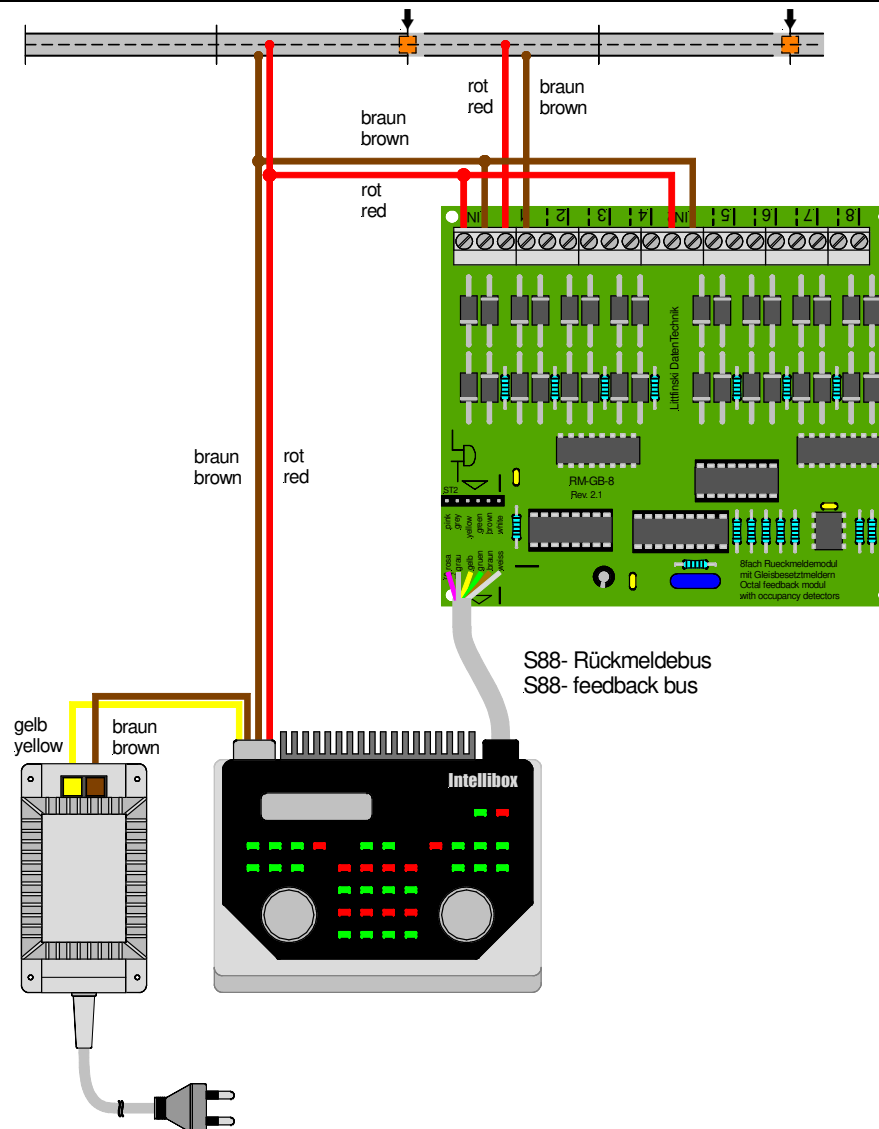 rot
red
braun
brown
braun
brown
rot
red
IN 1 2 3 4 IN 5 6 7 8
Littfinski DatenTechnik
braun
brown
rot
red
RM-GB-8
Rev. 2.1
ST2
pink
grey
yellow
green
brown
white
rosa
grau
gelb
gruen
braun
weiss
8fach Rueckmeldemodul
mit Gleisbesetztmeldern
Octal feedback modul
with occupancy detectors
S88- Rückmeldebus
S88- feedback bus
gelb
yellow
braun
brown
Intellibox